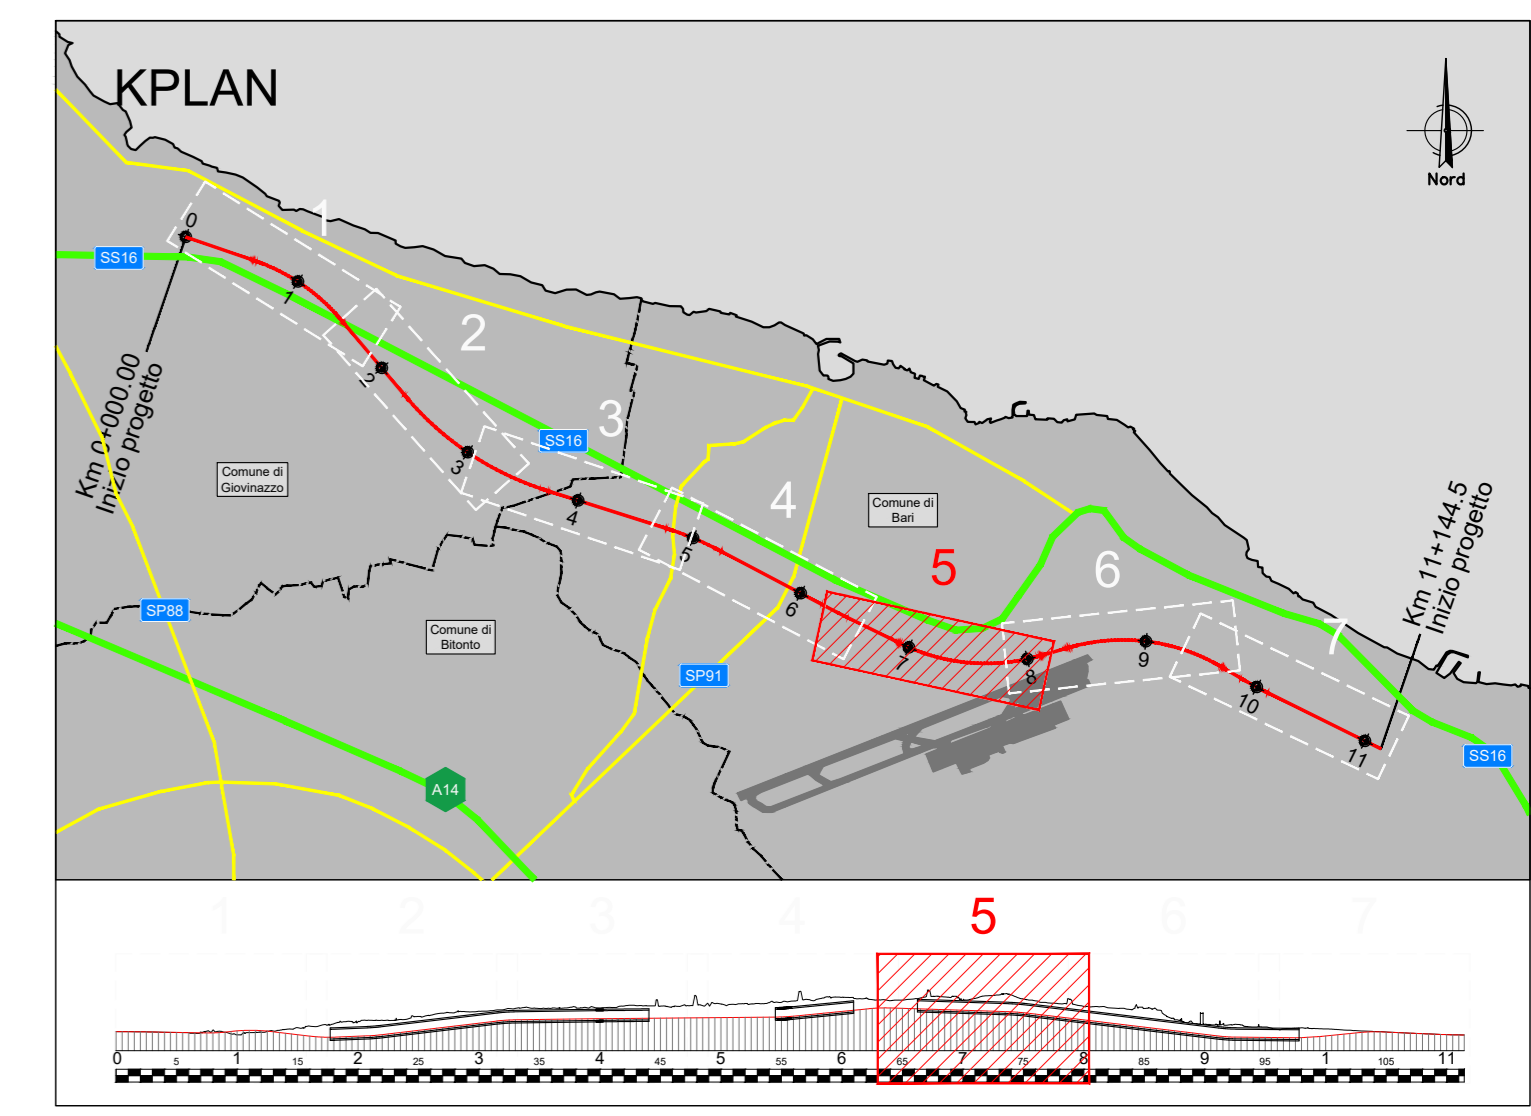 KPLAN
Nord
0
1
SS16
1
2
2
Km 0+000.00
Inizio progetto
3
SS16
3
Comune di
Giovinazzo
4
4
Comune di
Bari
5
5
6
Km 11+144.5
Inizio progetto
6
SP88
Comune di
Bitonto
7
7
8
9
SP91
10
11
SS16
A14
1
2
3
4
5
6
7
0 5 1 15 2 25 3 35 4 45 5 55 6 65 7 75 8 85 9 95 1 105 11